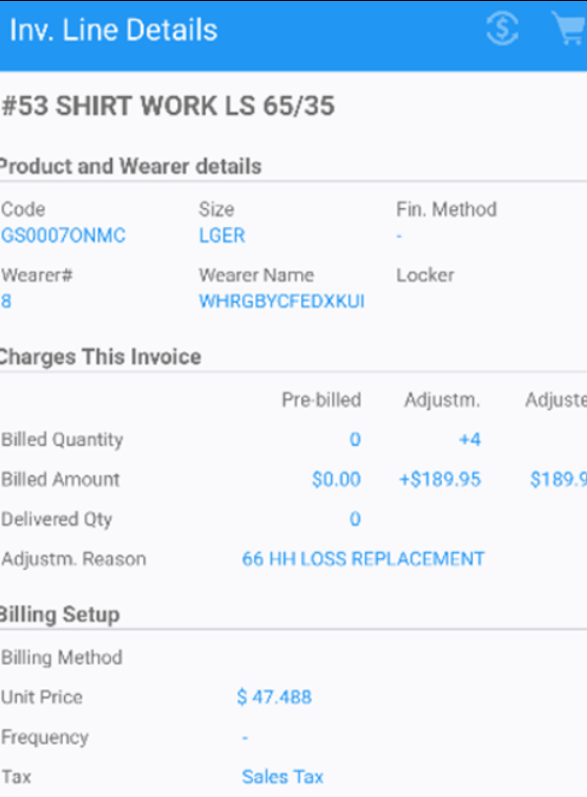 Inv. Line Details
#53 SHIRT WORK LS 65/35
Product and Wearer details
Code Size Fin. Method
GS0007ONMC LGER -
Wearer# Wearer Name Locker
8 WHRGBYCFEDXKUI
Charges This Invoice
Pre-billed Adjustm. Adjuste
Billed Quantity 0 +4
Billed Amount $0.00 +$189.95 $189.9
Delivered Qty 0
Adjustm. Reason 66 HH LOSS REPLACEMENT
Billing Setup
Billing Method
Unit Price $ 47.488
Frequency -
Tax Sales Tax